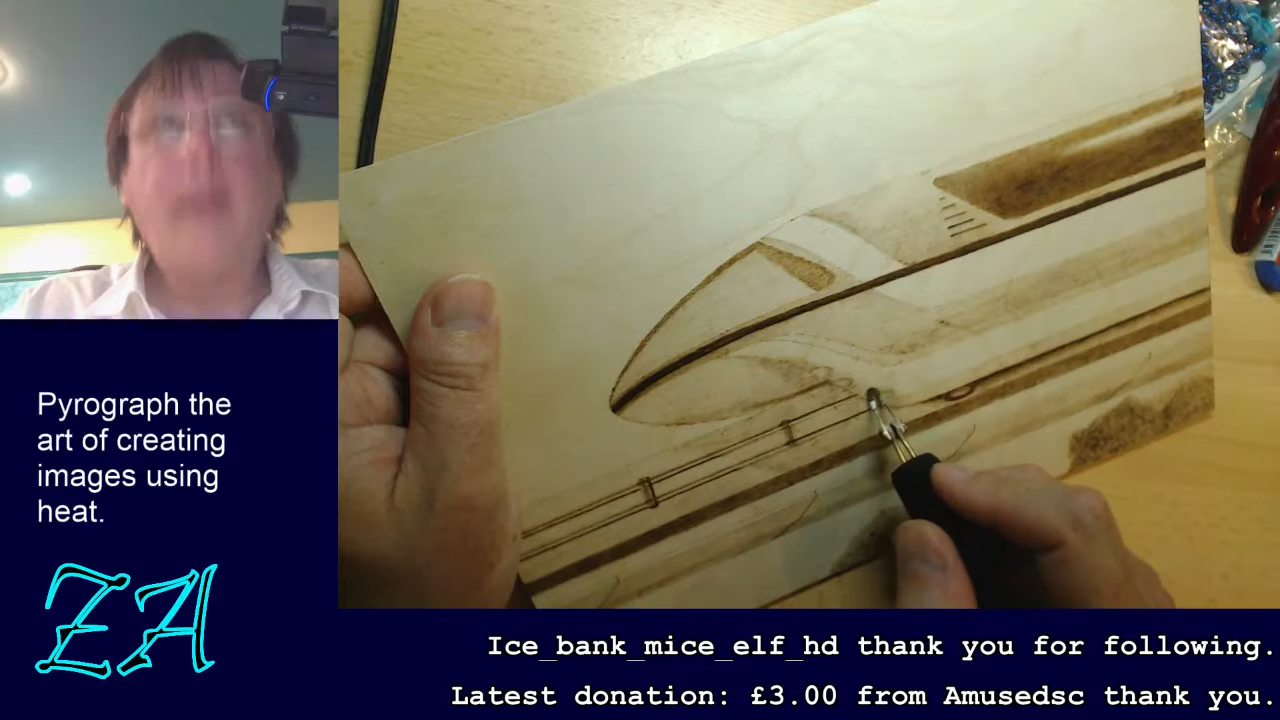 Pyrograph the
art of creating
images using
heat.
ZA
Ice_bank_mice_elf_hd thank you for following.
Latest donation: £3.00 from Amusedsc thank you.